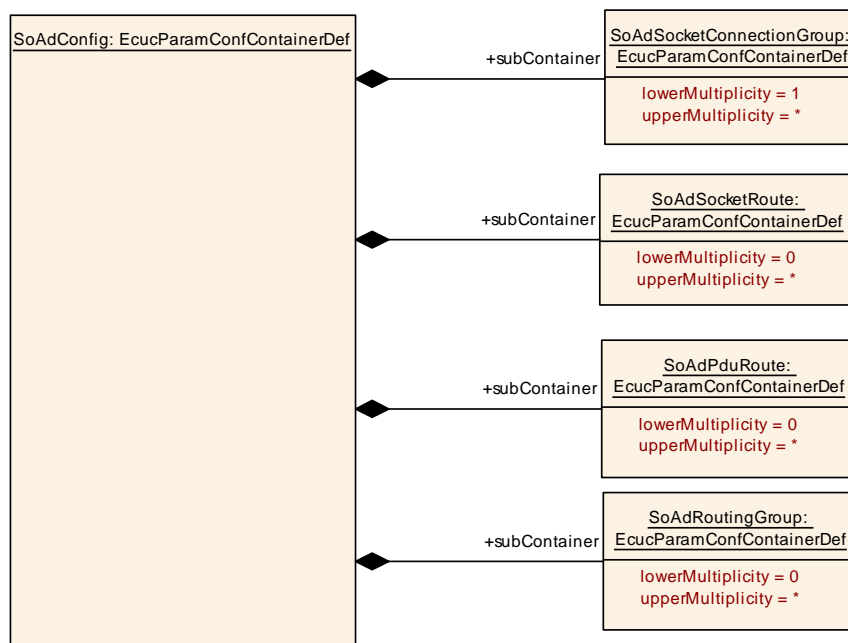 SoAdConfig: EcucParamConfContainerDef
+subContainer
SoAdSocketConnectionGroup:
EcucParamConfContainerDef
lowerMultiplicity = 1
upperMultiplicity = *
+subContainer
SoAdSocketRoute:
EcucParamConfContainerDef
lowerMultiplicity = 0
upperMultiplicity = *
+subContainer
SoAdPduRoute:
EcucParamConfContainerDef
lowerMultiplicity = 0
upperMultiplicity = *
+subContainer
SoAdRoutingGroup:
EcucParamConfContainerDef
lowerMultiplicity = 0
upperMultiplicity = *